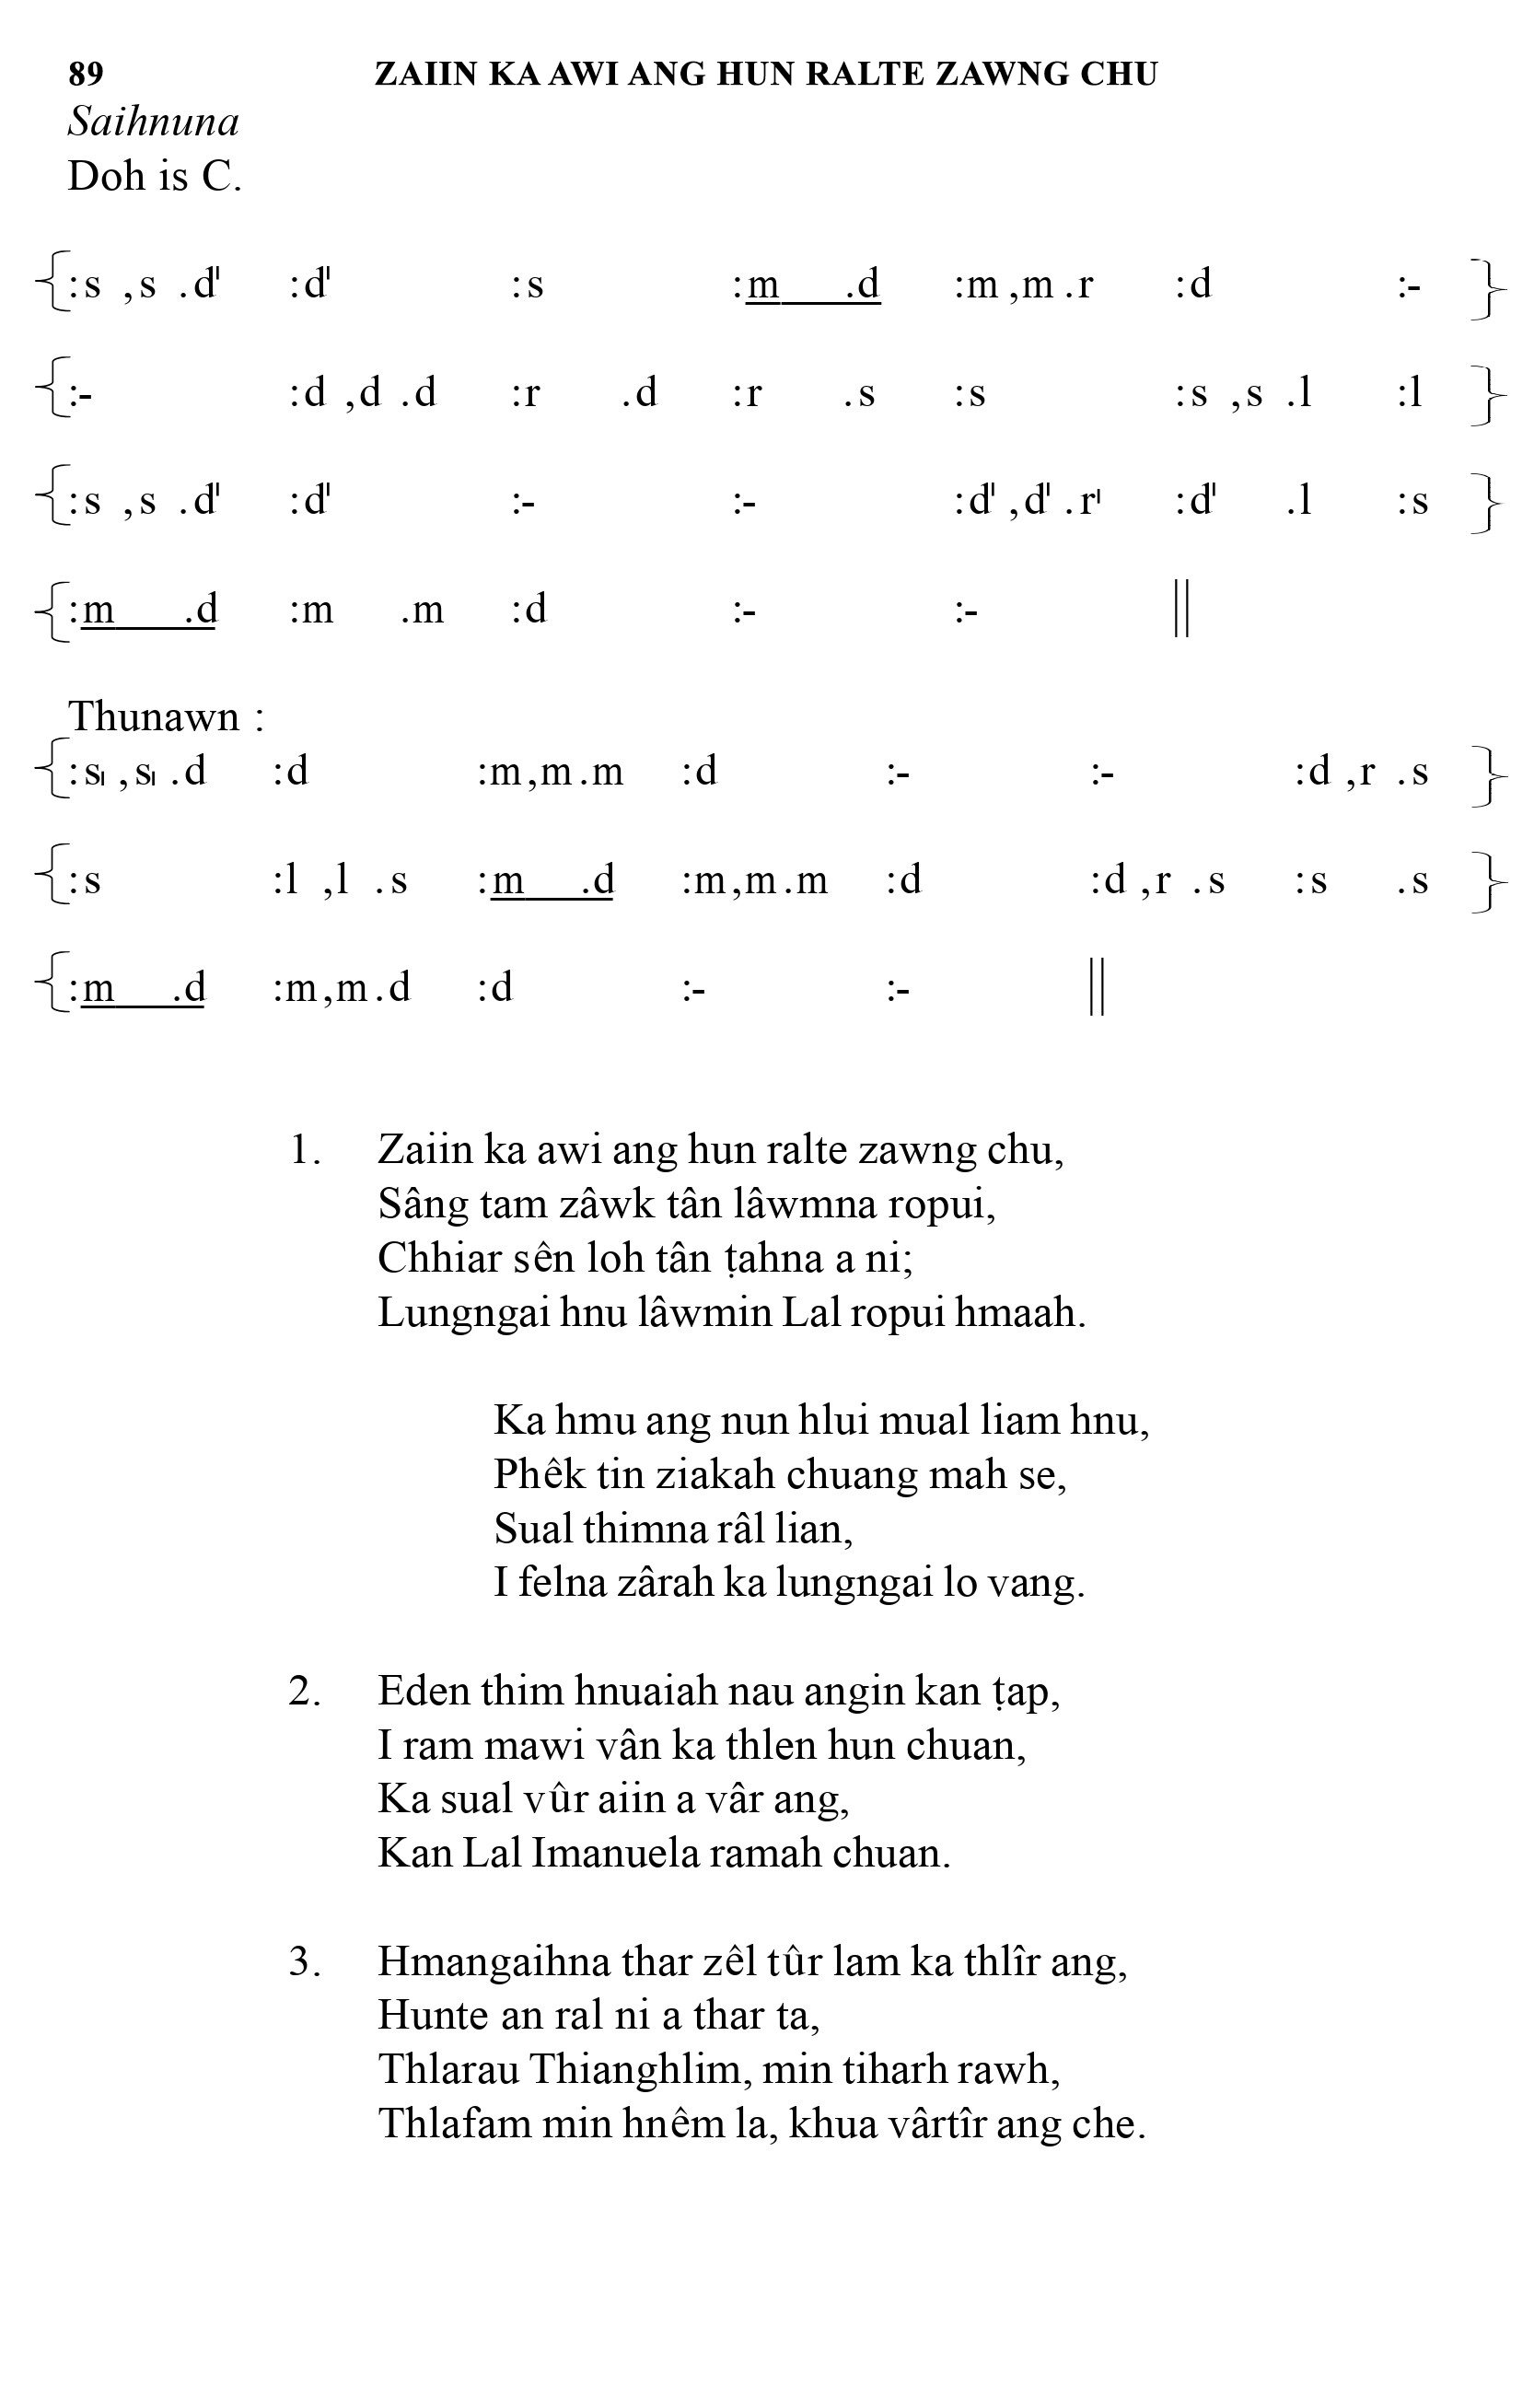 89 ZAIIN KA AWI ANG HUN RALTE ZAWNG CHU
Saihnuna
Doh is C.
{:s ,s .d' :d' :s :m .d :m ,m .r :d :- }
{:- :d ,d .d :r .d :r .s :s :s ,s .l :l }
{:s ,s .d' :d' :- :- :d' ,d' .r' :d' .l :s }
{:m .d :m .m :d :- :- ||
Thunawn :
{:s, ,s, .d :d :m,m.m :d :- :- :d ,r .s }
{:s :l ,l .s :m .d :m,m.m :d :d ,r .s :s .s }
{:m .d :m,m.d :d :- :- ||
1. Zaiin ka awi ang hun ralte zawng chu,
Sâng tam zâwk tân lâwmna ropui,
Chhiar sên loh tân ṭahna a ni;
Lungngai hnu lâwmin Lal ropui hmaah.
Ka hmu ang nun hlui mual liam hnu,
Phêk tin ziakah chuang mah se,
Sual thimna râl lian,
I felna zârah ka lungngai lo vang.
2. Eden thim hnuaiah nau angin kan ṭap,
I ram mawi vân ka thlen hun chuan,
Ka sual vûr aiin a vâr ang,
Kan Lal Imanuela ramah chuan.
3. Hmangaihna thar zêl tûr lam ka thlîr ang,
Hunte an ral ni a thar ta,
Thlarau Thianghlim, min tiharh rawh,
Thlafam min hnêm la, khua vârtîr ang che.